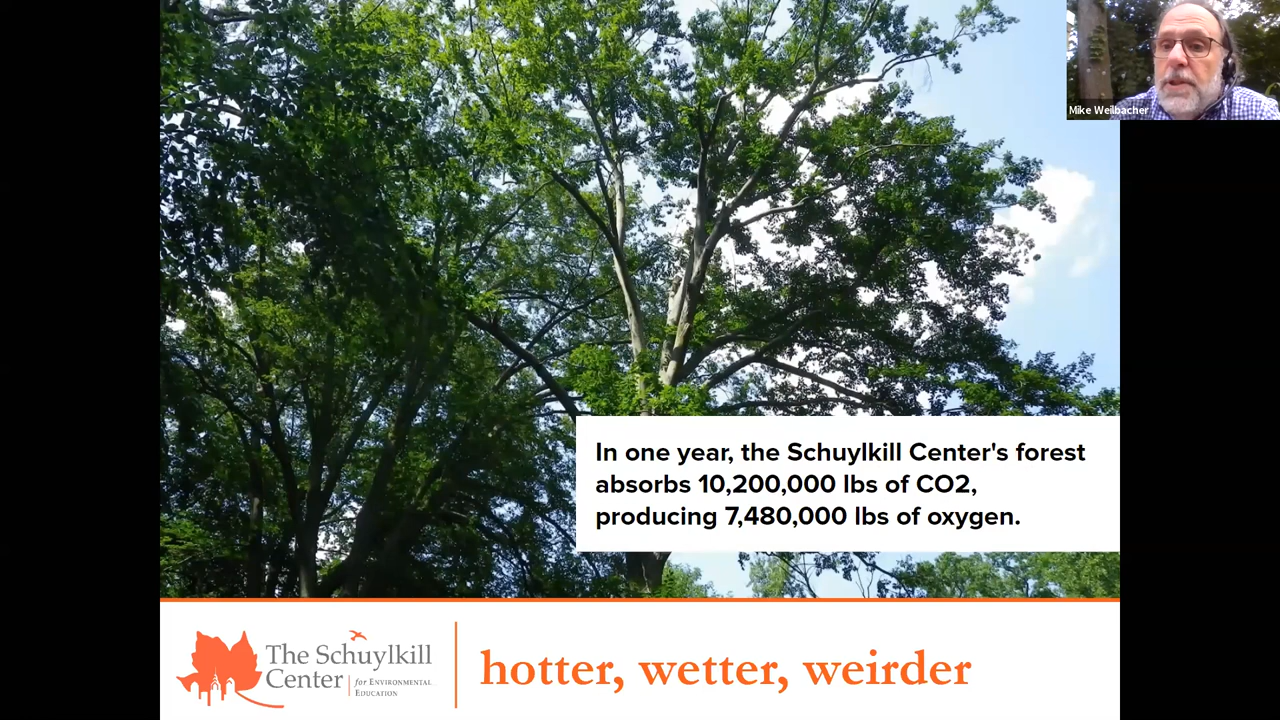 Mike Weilbacher
In one year, the Schuylkill Center's forest
absorbs 10,200,000 lbs of CO2,
producing 7,480,000 lbs of oxygen.
The Schuylkill
Center
for Environmental
Education
hotter, wetter, weirder